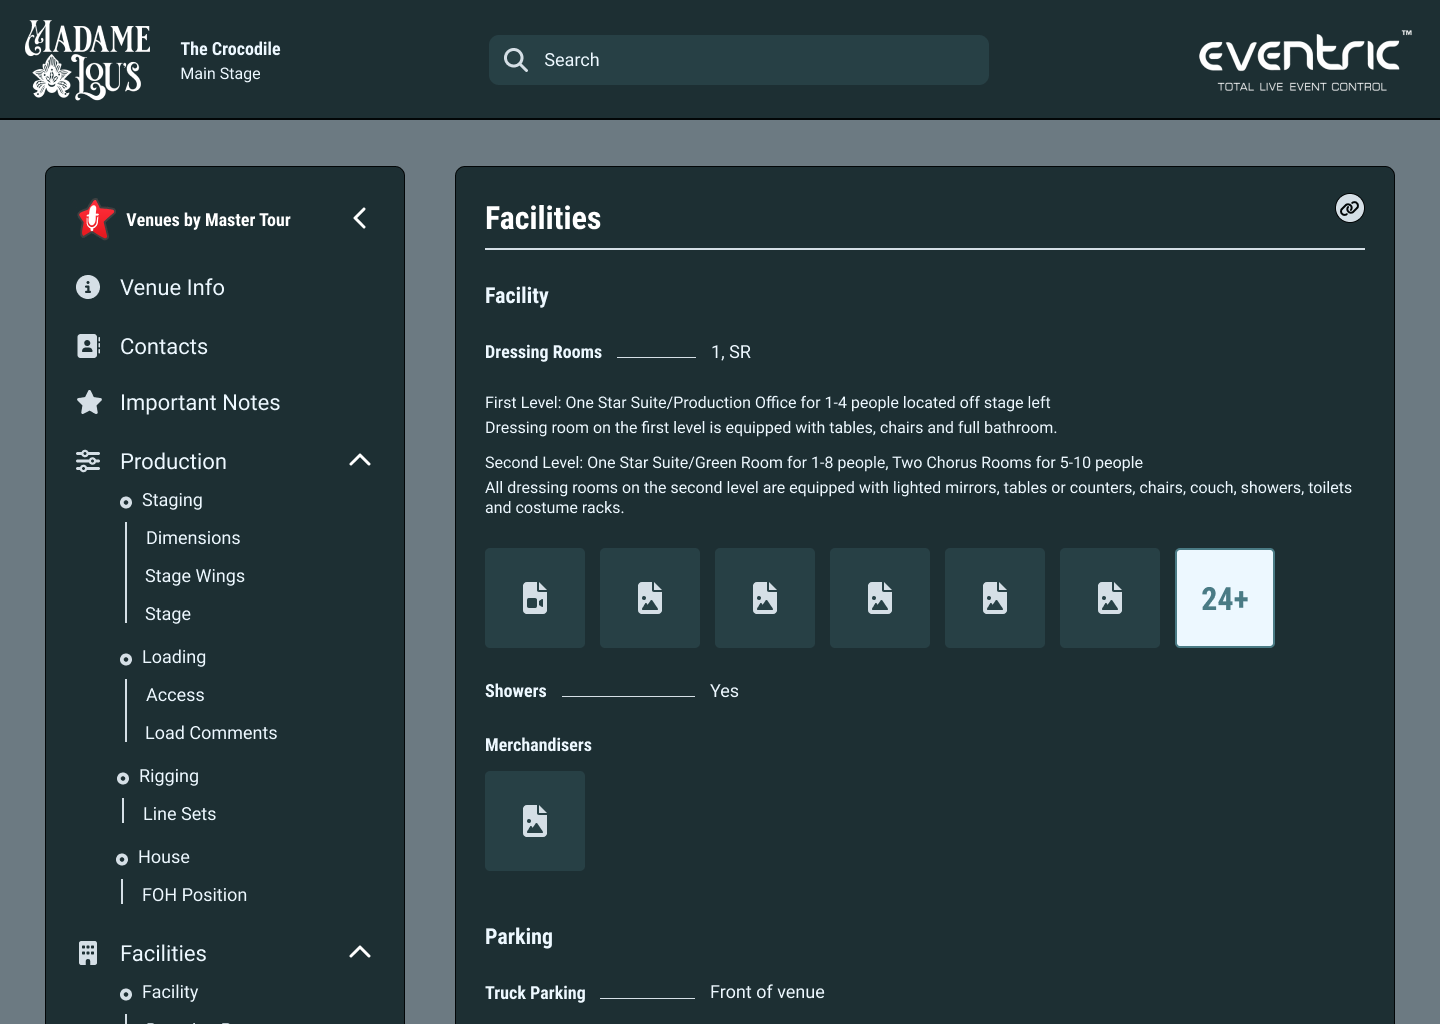 MADAME
LOU'S
The Crocodile
Main Stage
Search
eventric™
TOTAL LIVE EVENT CONTROL
Venues by Master Tour
Venue Info
Contacts
Important Notes
Production
Staging
Dimensions
Stage Wings
Stage
Loading
Access
Load Comments
Rigging
Line Sets
House
FOH Position
Facilities
Facility
Facilities
Facility
Dressing Rooms 1, SR
First Level: One Star Suite/Production Office for 1-4 people located off stage left
Dressing room on the first level is equipped with tables, chairs and full bathroom.
Second Level: One Star Suite/Green Room for 1-8 people, Two Chorus Rooms for 5-10 people
All dressing rooms on the second level are equipped with lighted mirrors, tables or counters, chairs, couch, showers, toilets
and costume racks.
24+
Showers Yes
Merchandisers
Parking
Truck Parking Front of venue